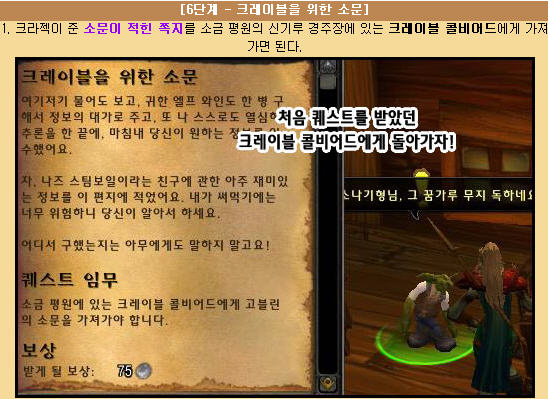 [6단계 - 크레이블을 위한 소문]
1. 크라젝이 준 소문이 적힌 쪽지를 소금 평원의 신기루 경주장에 있는 크레이블 콜비어드에게 가져
가면 된다.
크레이블을 위한 소문
여기저기 물어도 보고, 귀한 엘프 와인도 한 병 구
해서 정보의 대가로 주고, 또 나 스스로도 열심히
추론을 한 끝에, 마침내 당신이 원하는 정보를 입
수했어요.
처음 퀘스트를 받았던
크레이블 콜비어드에게 돌아가자!
자, 나즈 스팀보일이라는 친구에 관한 아주 재미있
는 정보를 이 편지에 적었어요. 내가 써먹기에는
너무 위험하니 당신이 알아서 하세요.
어디서 구했는지는 아무에게도 말하지 말고요!
퀘스트 임무
소금 평원에 있는 크레이블 콜비어드에게 고블린
의 소문을 가져가야 합니다.
보상
받게 될 보상: 75
소나기형님, 그 꿈가루 무지 독하네요